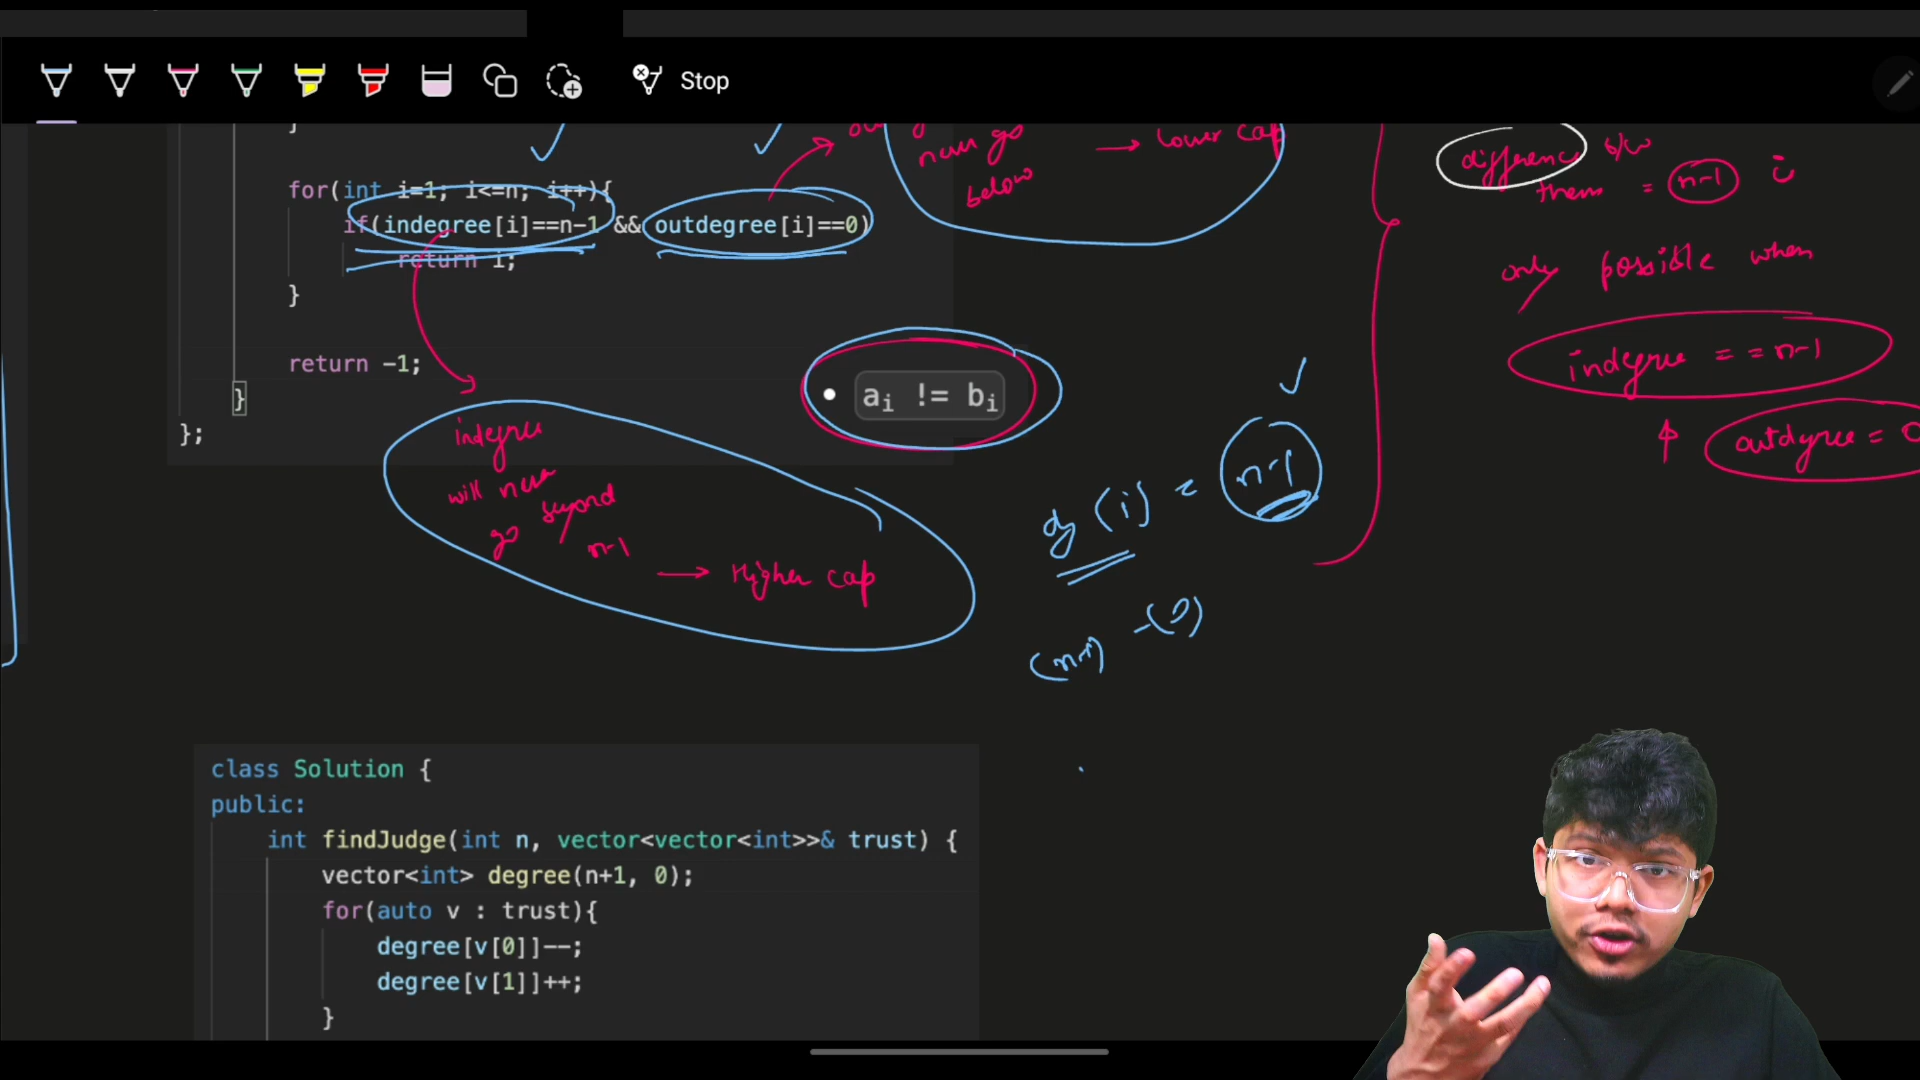 Stop
}
for(int i=1; i<=n; i++){
if(indegree[i]==n-1 && outdegree[i]==0)
return i;
}
return -1;
}
};
never go
below
→ lower cap
difference b/w
them = n-1
only possible when
indegree == n-1
outdegree = 0
• ai != bi
indegree
will never
go beyond
n-1
→ Higher cap
dg (i) = n-1
(n-1) - (0)
class Solution {
public:
int findJudge(int n, vector<vector<int>>& trust) {
vector<int> degree(n+1, 0);
for(auto v : trust){
degree[v[0]]--;
degree[v[1]]++;
}